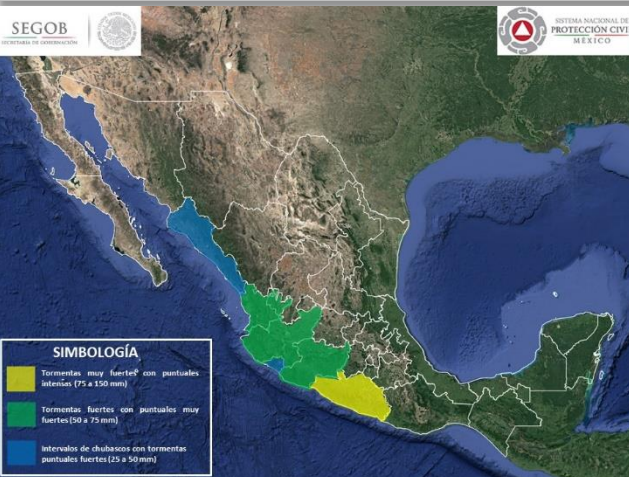 SEGOB
SECRETARÍA DE GOBERNACIÓN
SISTEMA NACIONAL DE
PROTECCIÓN CIVI
MÉXICO
SIMBOLOGÍA
Tormentas muy fuertes con puntuales
intensas (75 a 150 mm)
Tormentas fuertes con puntuales muy
fuertes (50 a 75 mm)
Intervalos de chubascos con tormentas
puntuales fuertes (25 a 50 mm)